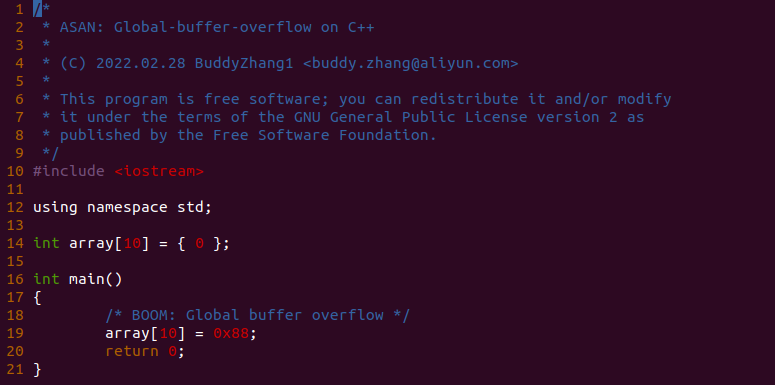 1 /*
2  * ASAN: Global-buffer-overflow on C++
3  *
4  * (C) 2022.02.28 BuddyZhang1 <buddy.zhang@aliyun.com>
5  *
6  * This program is free software; you can redistribute it and/or modify
7  * it under the terms of the GNU General Public License version 2 as
8  * published by the Free Software Foundation.
9  */
10 #include <iostream>
11
12 using namespace std;
13
14 int array[10] = { 0 };
15
16 int main()
17 {
18         /* BOOM: Global buffer overflow */
19         array[10] = 0x88;
20         return 0;
21 }